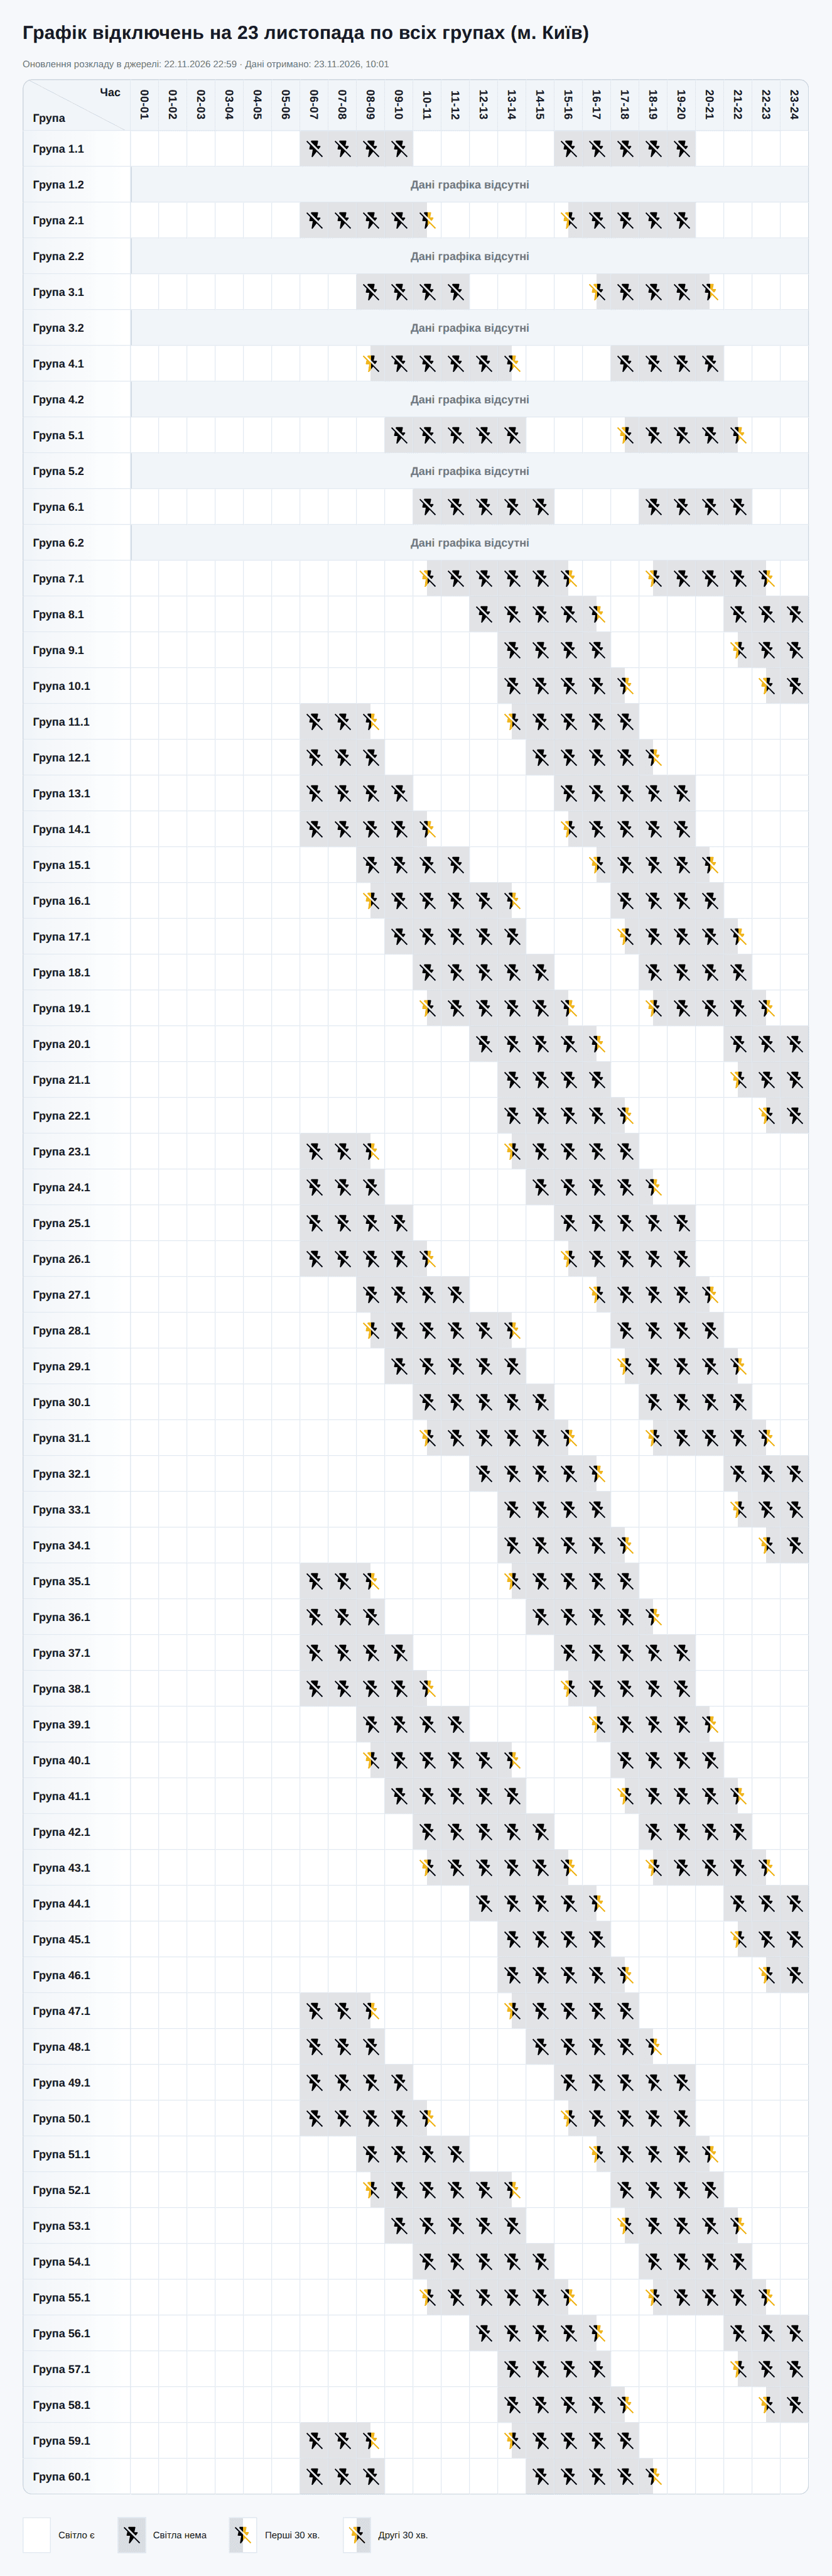 Графік відключень на 23 листопада по всіх групах (м. Київ)
Оновлення розкладу в джерелі: 22.11.2026 22:59 · Дані отримано: 23.11.2026, 10:01
Час
Група
00-01 01-02 02-03 03-04 04-05 05-06 06-07 07-08 08-09 09-10 10-11 11-12 12-13 13-14 14-15 15-16 16-17 17-18 18-19 19-20 20-21 21-22 22-23 23-24
Група 1.1
Група 1.2 Дані графіка відсутні
Група 2.1
Група 2.2 Дані графіка відсутні
Група 3.1
Група 3.2 Дані графіка відсутні
Група 4.1
Група 4.2 Дані графіка відсутні
Група 5.1
Група 5.2 Дані графіка відсутні
Група 6.1
Група 6.2 Дані графіка відсутні
Група 7.1
Група 8.1
Група 9.1
Група 10.1
Група 11.1
Група 12.1
Група 13.1
Група 14.1
Група 15.1
Група 16.1
Група 17.1
Група 18.1
Група 19.1
Група 20.1
Група 21.1
Група 22.1
Група 23.1
Група 24.1
Група 25.1
Група 26.1
Група 27.1
Група 28.1
Група 29.1
Група 30.1
Група 31.1
Група 32.1
Група 33.1
Група 34.1
Група 35.1
Група 36.1
Група 37.1
Група 38.1
Група 39.1
Група 40.1
Група 41.1
Група 42.1
Група 43.1
Група 44.1
Група 45.1
Група 46.1
Група 47.1
Група 48.1
Група 49.1
Група 50.1
Група 51.1
Група 52.1
Група 53.1
Група 54.1
Група 55.1
Група 56.1
Група 57.1
Група 58.1
Група 59.1
Група 60.1
Світло є Світла нема Перші 30 хв. Другі 30 хв.